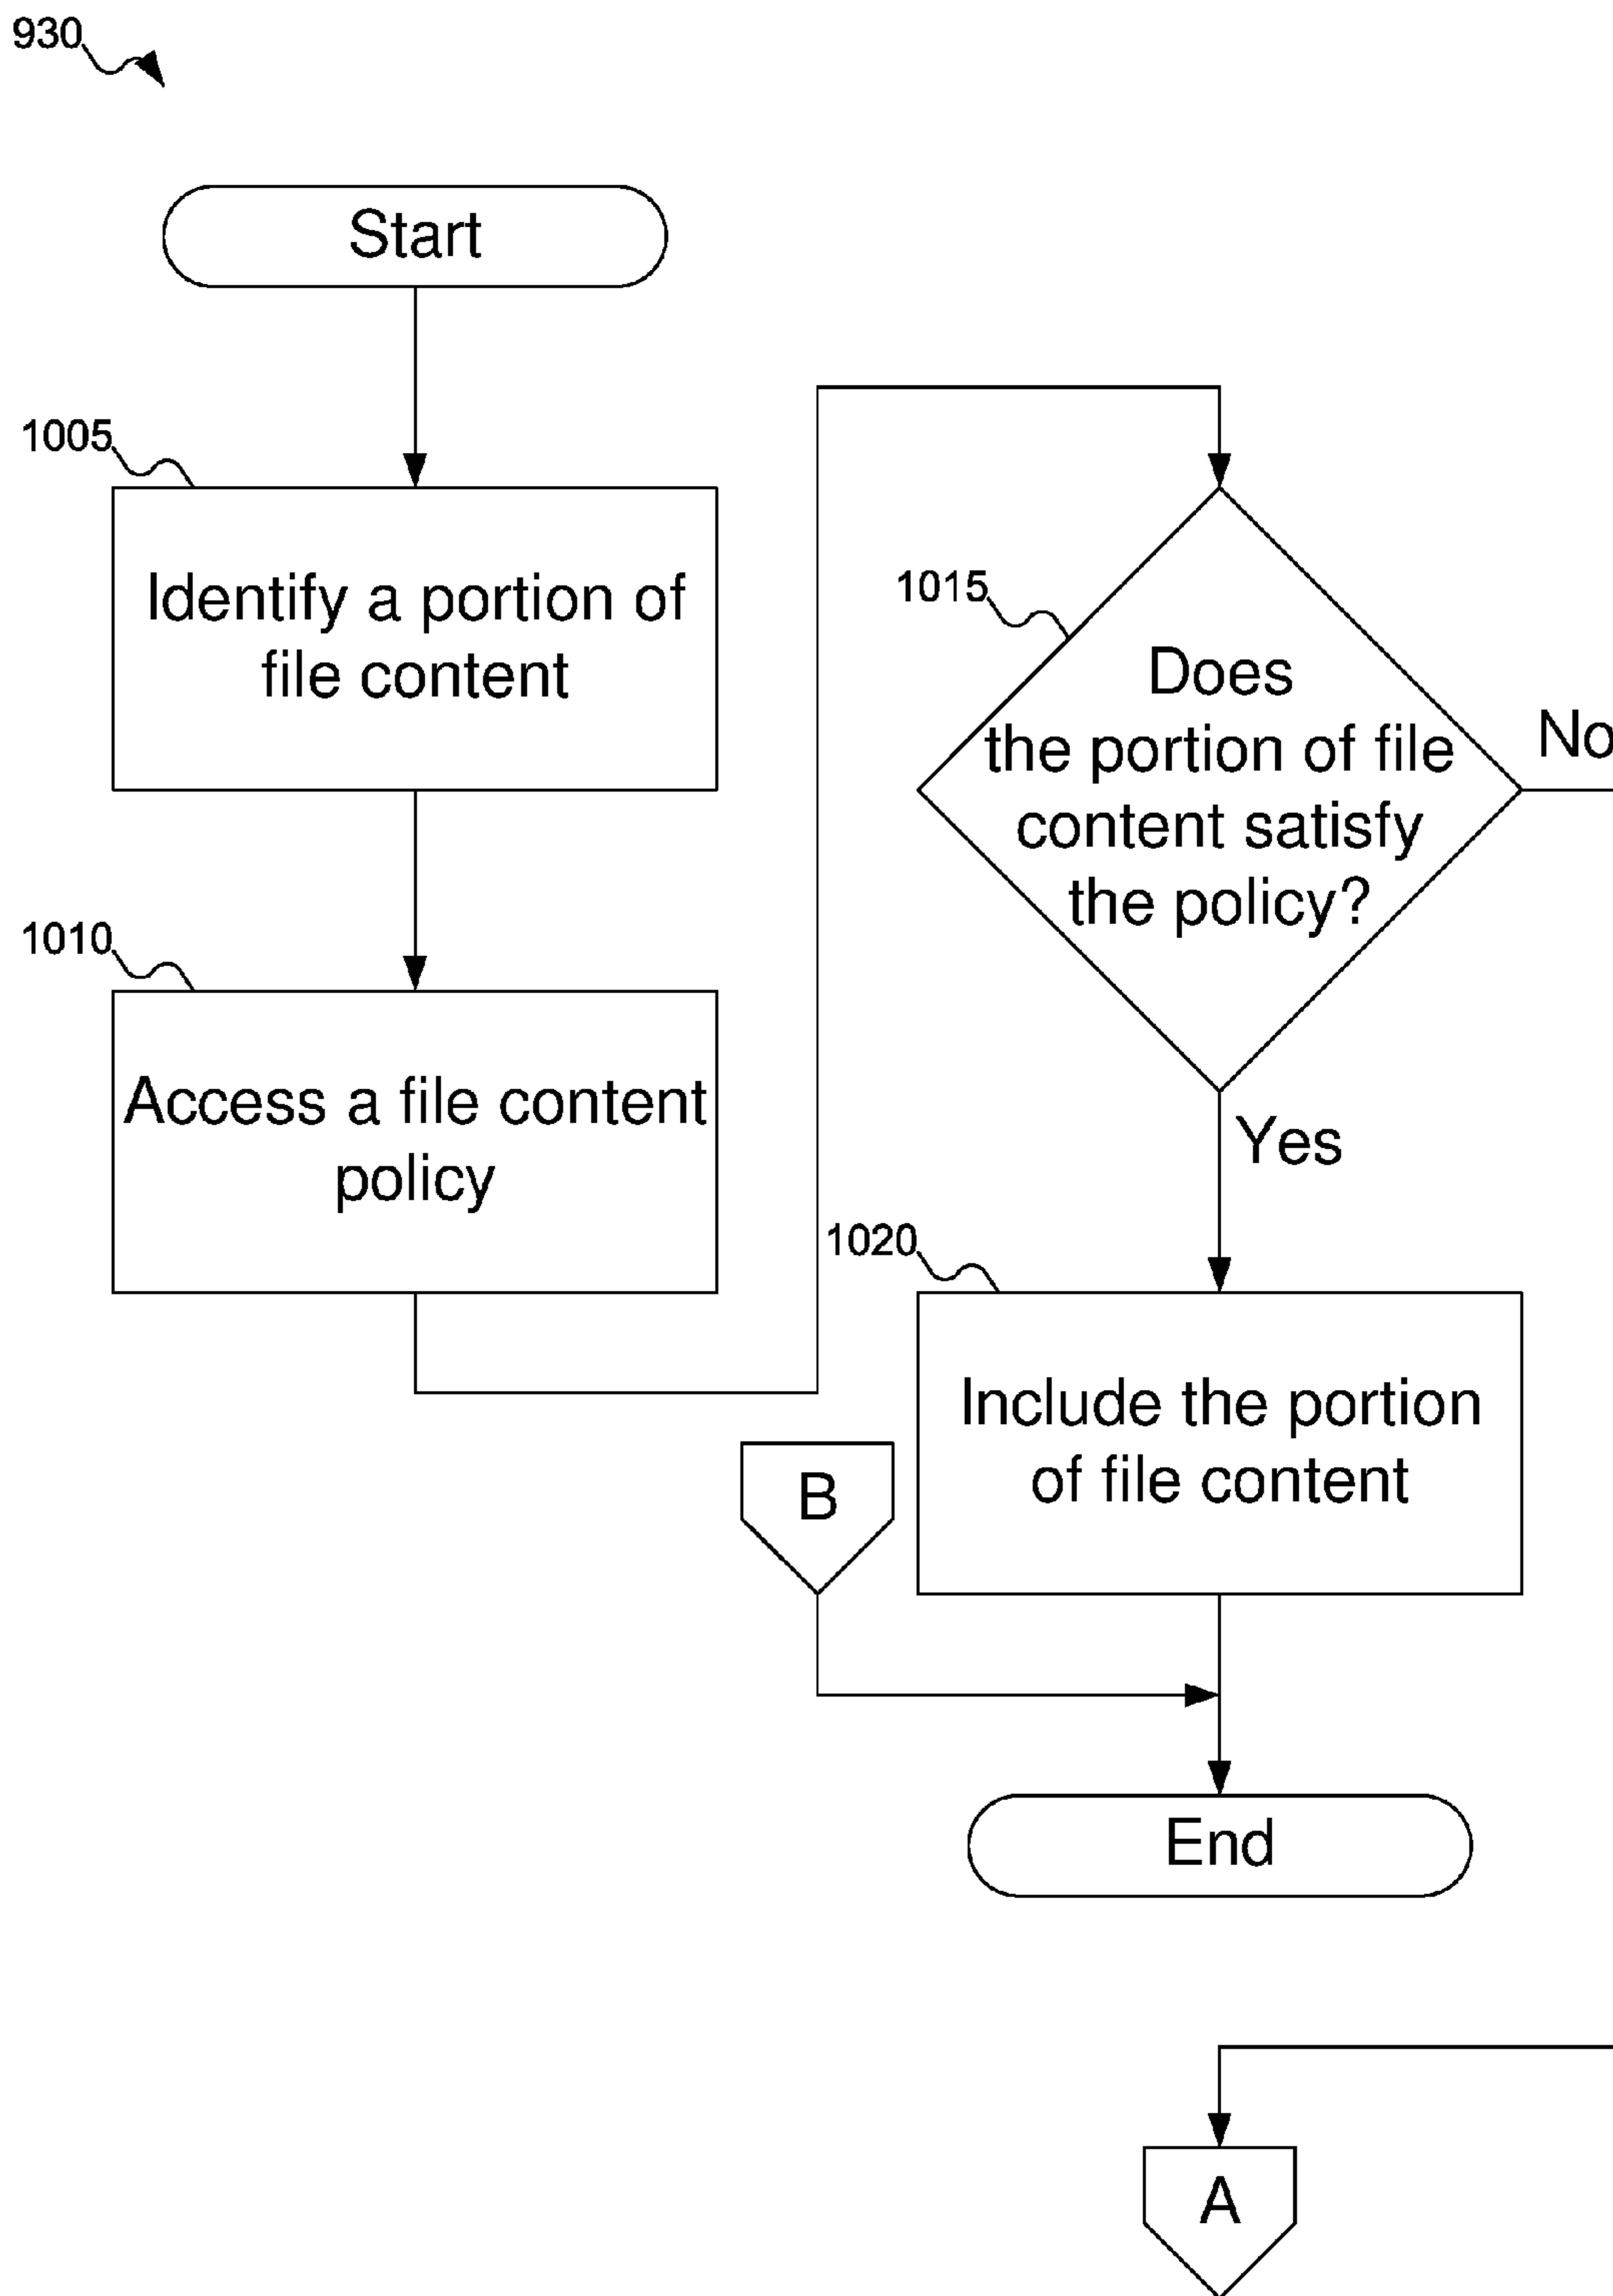 930
Start
1005
Identify a portion of
file content
1010
Access a file content
policy
1015
Does
the portion of file
content satisfy
the policy?
No
Yes
1020
Include the portion
of file content
B
End
A